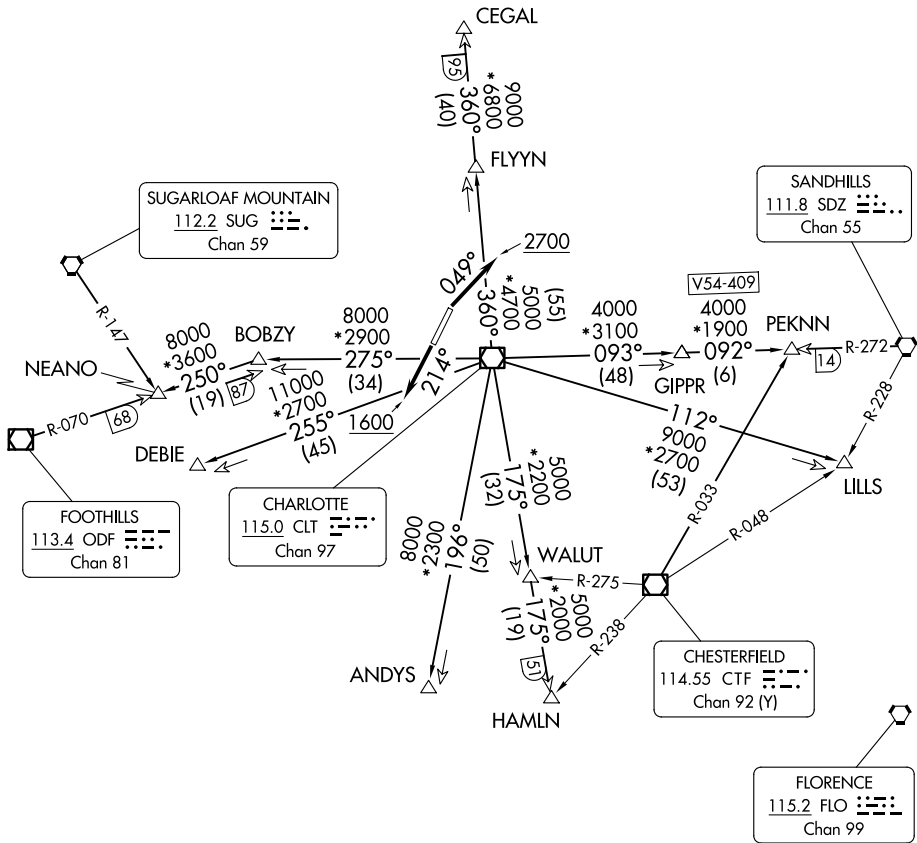 CEGAL
95
360°
(40)
9000
*6800
FLYYN
SUGARLOAF MOUNTAIN
112.2 SUG
Chan 59
SANDHILLS
111.8 SDZ
Chan 55
049°
2700
360°
5000
*4700
(55)
R-147
NEANO
8000
*3600
250°
(19)
87
BOBZY
8000
*2900
275°
(34)
4000
*3100
093°
(48)
GIPPR
V54-409
4000
*1900
092°
(6)
PEKNN
14
R-272
R-228
R-070
68
11000
*2700
255°
(45)
DEBIE
214°
1600
112°
9000
*2700
(53)
LILLS
FOOTHILLS
113.4 ODF
Chan 81
CHARLOTTE
115.0 CLT
Chan 97
8000
*2300
196°
(50)
ANDYS
5000
*2200
175°
(32)
WALUT
5000
*2000
175°
(19)
51
HAMLN
R-033
R-048
R-275
R-238
CHESTERFIELD
114.55 CTF
Chan 92 (Y)
FLORENCE
115.2 FLO
Chan 99